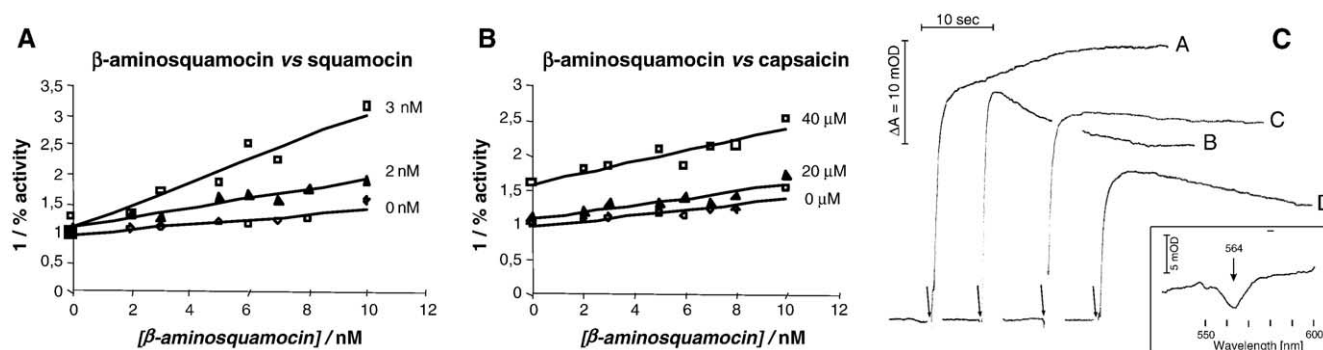 A
β-aminosquamocin vs squamocin
1 / % activity
3,5
3
2,5
2
1,5
1
0,5
0
0 2 4 6 8 10 12
3 nM
2 nM
0 nM
[β-aminosquamocin] / nM
B
β-aminosquamocin vs capsaicin
1 / % activity
3
2,5
2
1,5
1
0,5
0
0 2 4 6 8 10 12
40 µM
20 µM
0 µM
[β-aminosquamocin] / nM
C
10 sec
ΔA = 10 mOD
A
C
B
D
5 mOD
564
550 600
Wavelength [nm]